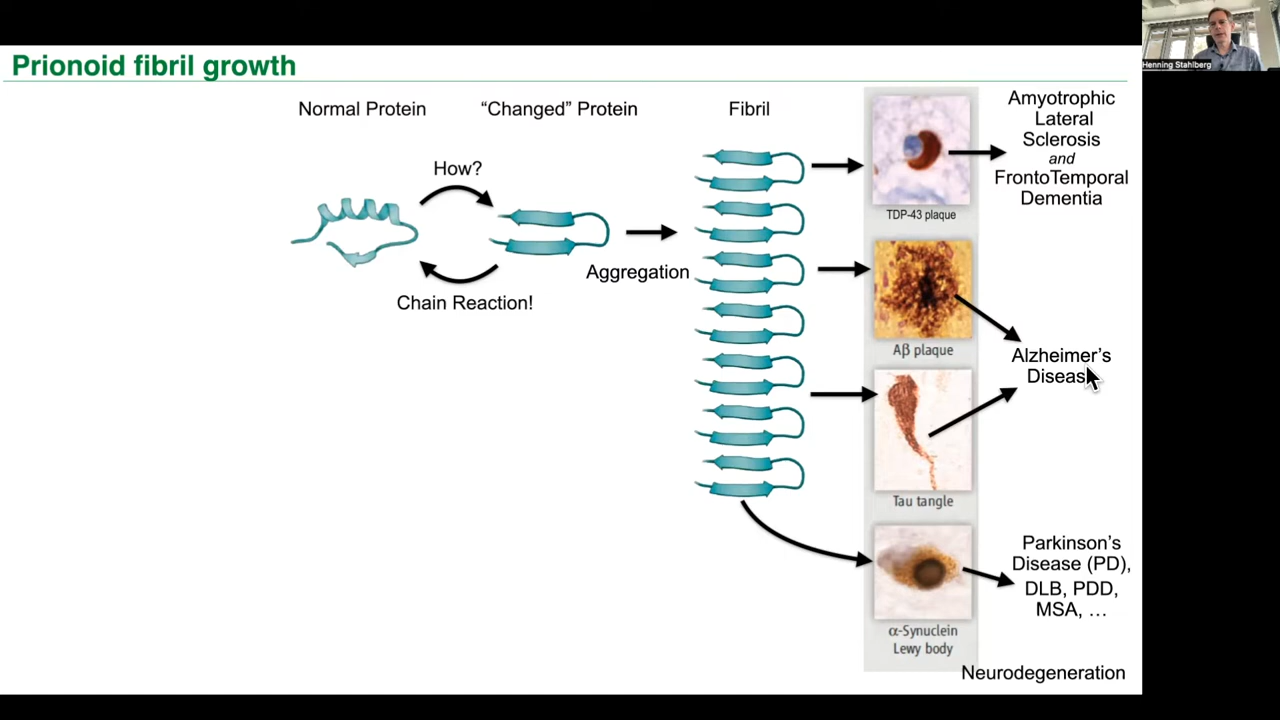 Prionoid fibril growth
Henning Stahlberg
Normal Protein
“Changed” Protein
Fibril
How?
Chain Reaction!
Aggregation
TDP-43 plaque
Amyotrophic
Lateral
Sclerosis
and
FrontoTemporal
Dementia
Aβ plaque
Alzheimer’s
Disease
Tau tangle
α-Synuclein
Lewy body
Parkinson’s
Disease (PD),
DLB, PDD,
MSA, …
Neurodegeneration